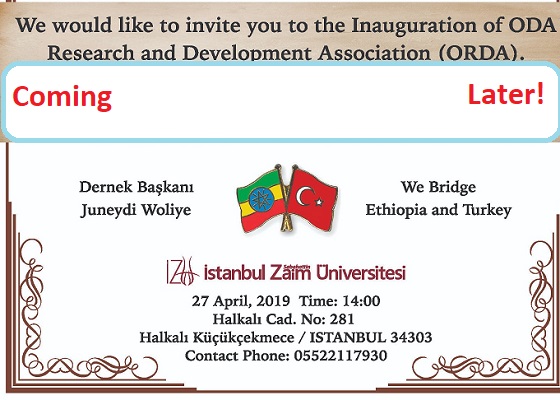 We would like to invite you to the Inauguration of ODA
Research and Development Association (ORDA).
Coming Later!
Dernek Başkanı
Juneydi Woliye
We Bridge
Ethiopia and Turkey
İstanbul Zaim Üniversitesi
27 April, 2019 Time: 14:00
Halkalı Cad. No: 281
Halkalı Küçükçekmece / ISTANBUL 34303
Contact Phone: 05522117930